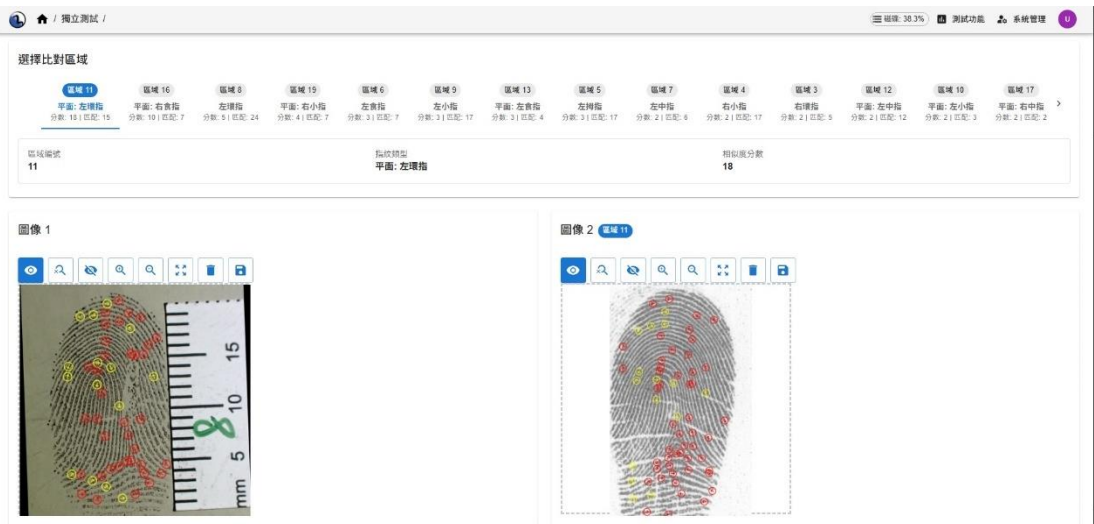 / 獨立測試 /
磁碟: 38.3%
測試功能
系統管理
U
選擇比對區域
區域 11
平面: 左環指
分數: 18 | 匹配: 15
區域 16
平面: 右食指
分數: 10 | 匹配: 7
區域 8
左環指
分數: 5 | 匹配: 24
區域 19
平面: 右小指
分數: 4 | 匹配: 7
區域 6
左食指
分數: 3 | 匹配: 7
區域 9
左小指
分數: 3 | 匹配: 17
區域 13
平面: 左食指
分數: 3 | 匹配: 4
區域 5
左拇指
分數: 3 | 匹配: 17
區域 7
左中指
分數: 2 | 匹配: 6
區域 4
右小指
分數: 2 | 匹配: 17
區域 3
右環指
分數: 2 | 匹配: 5
區域 12
平面: 左中指
分數: 2 | 匹配: 12
區域 10
平面: 左小指
分數: 2 | 匹配: 3
區域 17
平面: 右中指
分數: 2 | 匹配: 2
區域編號
11
指紋類型
平面: 左環指
相似度分數
18
圖像 1
圖像 2 區域 11
15
10
8
5
mm